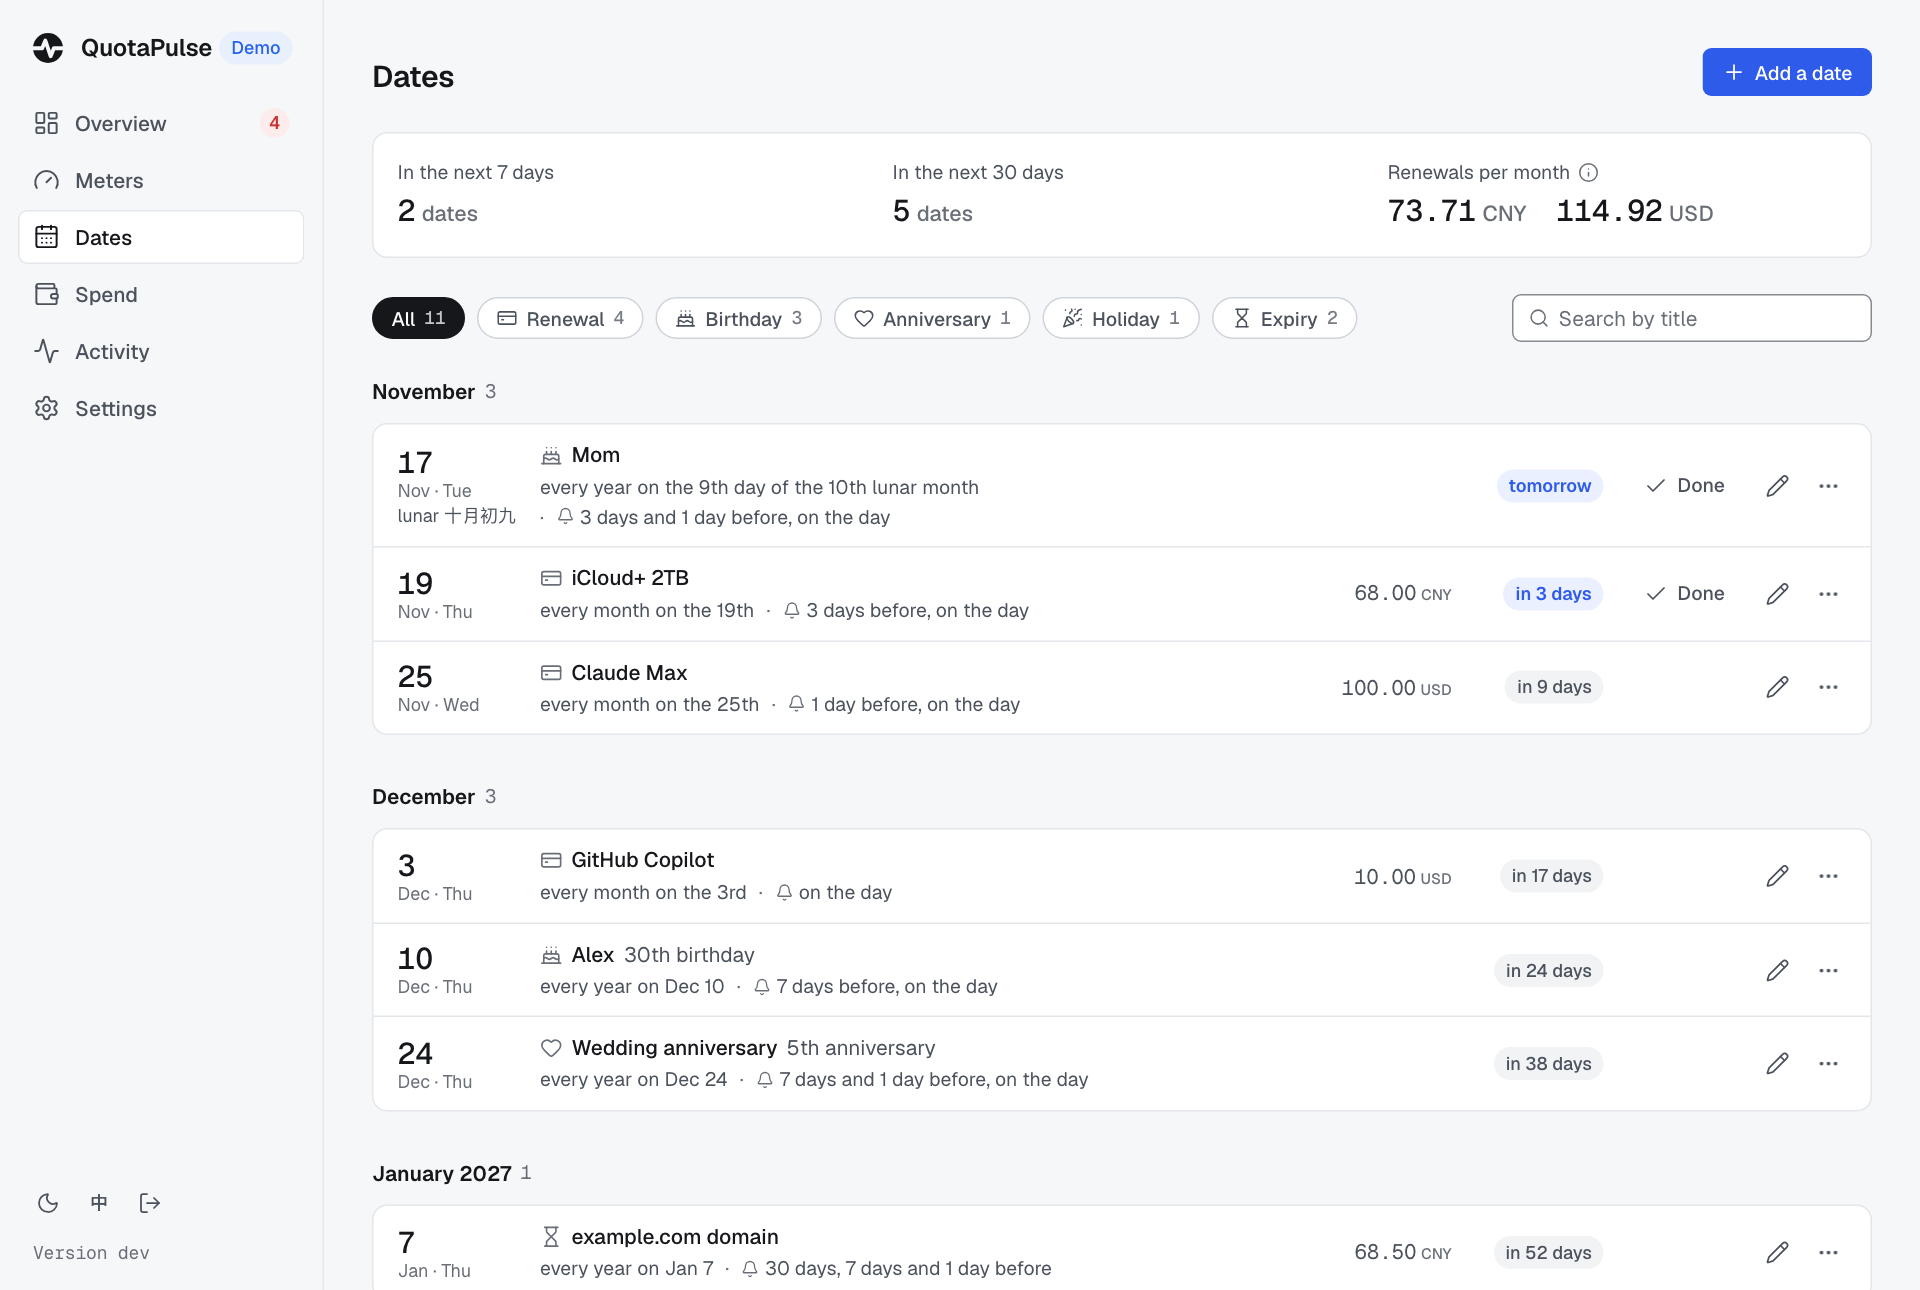 QuotaPulse Demo
Overview 4
Meters
Dates
Spend
Activity
Settings
中
Version dev
Dates
Add a date
In the next 7 days
2 dates
In the next 30 days
5 dates
Renewals per month
73.71 CNY 114.92 USD
All 11
Renewal 4
Birthday 3
Anniversary 1
Holiday 1
Expiry 2
Search by title
November 3
17
Nov · Tue
lunar 十月初九
Mom
every year on the 9th day of the 10th lunar month
· 3 days and 1 day before, on the day
tomorrow
Done
19
Nov · Thu
iCloud+ 2TB
every month on the 19th · 3 days before, on the day
68.00 CNY
in 3 days
Done
25
Nov · Wed
Claude Max
every month on the 25th · 1 day before, on the day
100.00 USD
in 9 days
December 3
3
Dec · Thu
GitHub Copilot
every month on the 3rd · on the day
10.00 USD
in 17 days
10
Dec · Thu
Alex 30th birthday
every year on Dec 10 · 7 days before, on the day
in 24 days
24
Dec · Thu
Wedding anniversary 5th anniversary
every year on Dec 24 · 7 days and 1 day before, on the day
in 38 days
January 2027 1
7
Jan · Thu
example.com domain
every year on Jan 7 · 30 days, 7 days and 1 day before
68.50 CNY
in 52 days